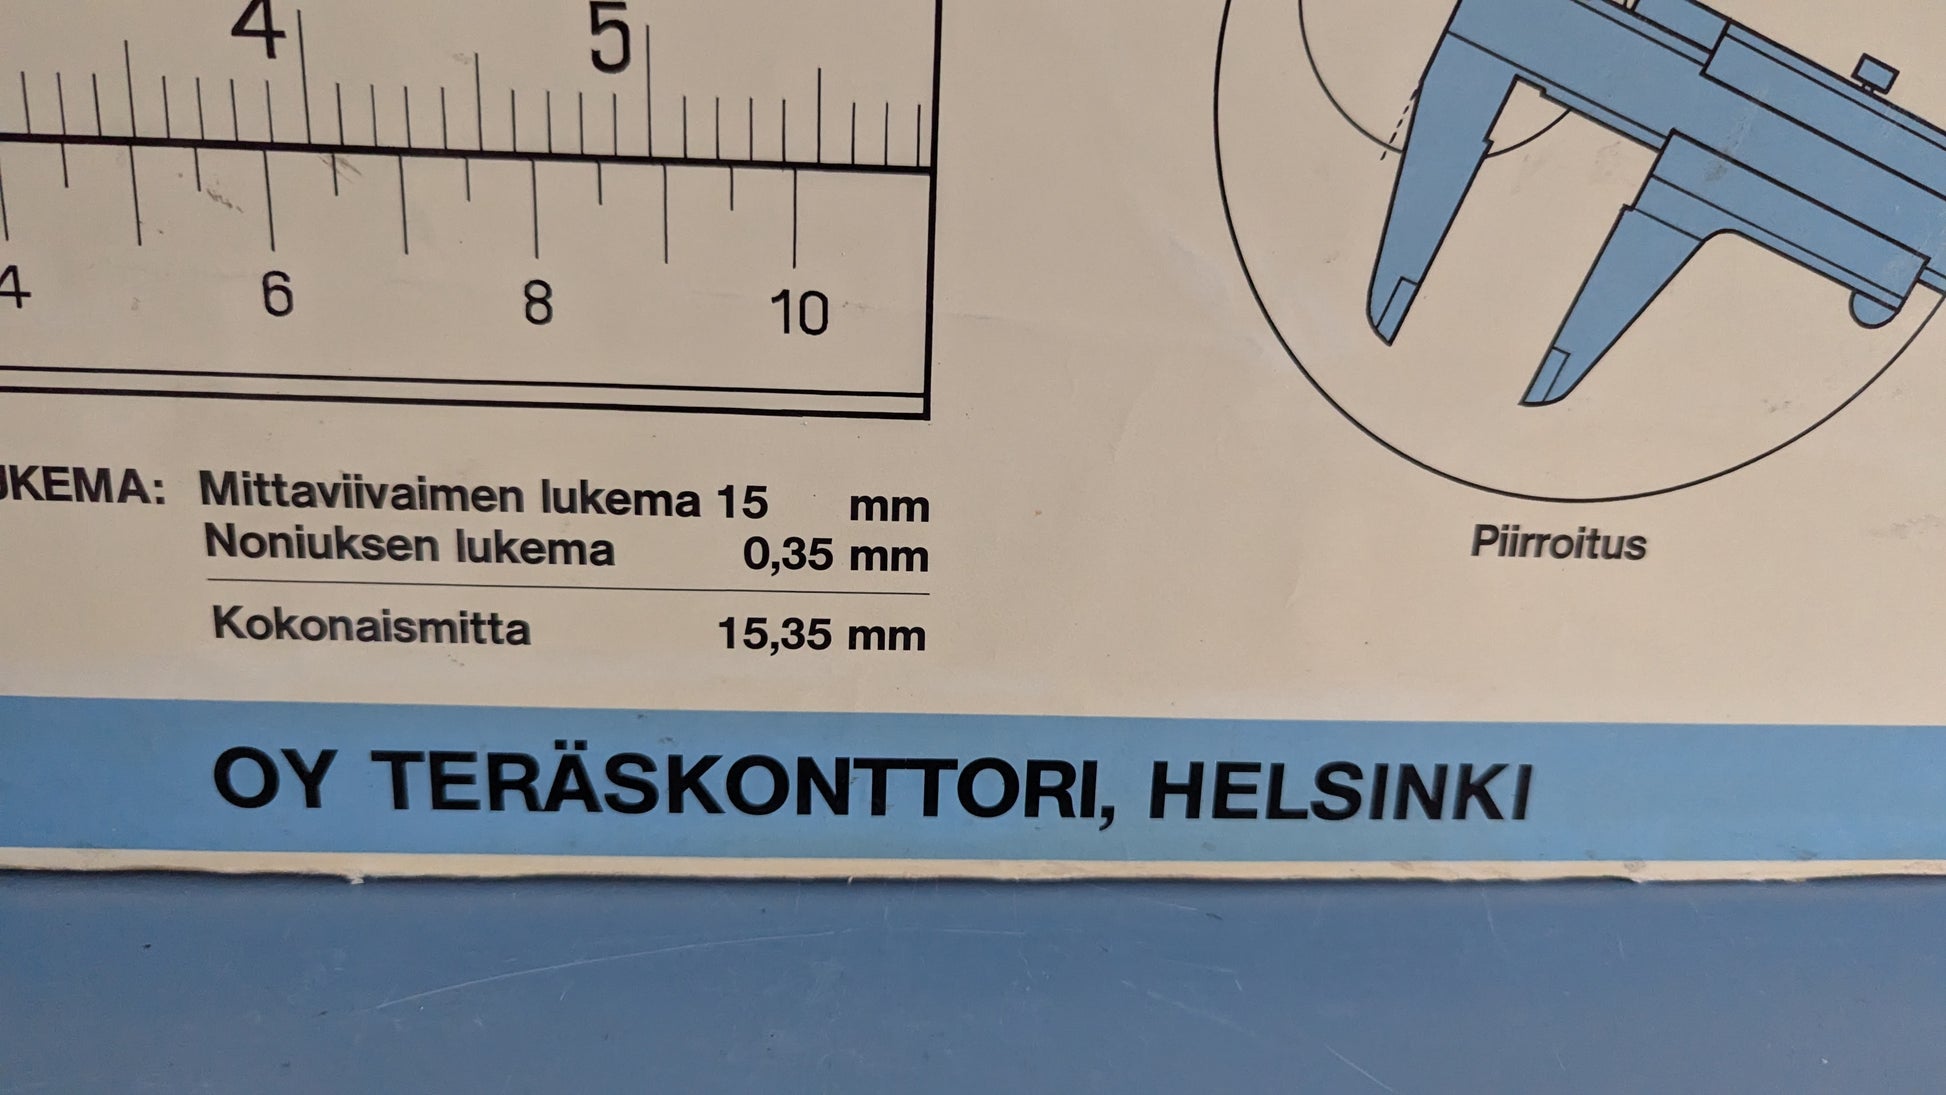 4 5
4 6 8 10
UKEMA: Mittaviivaimen lukema 15 mm
Noniuksen lukema 0,35 mm
Kokonaismitta 15,35 mm
Piirroitus
OY TERÄSKONTTORI, HELSINKI